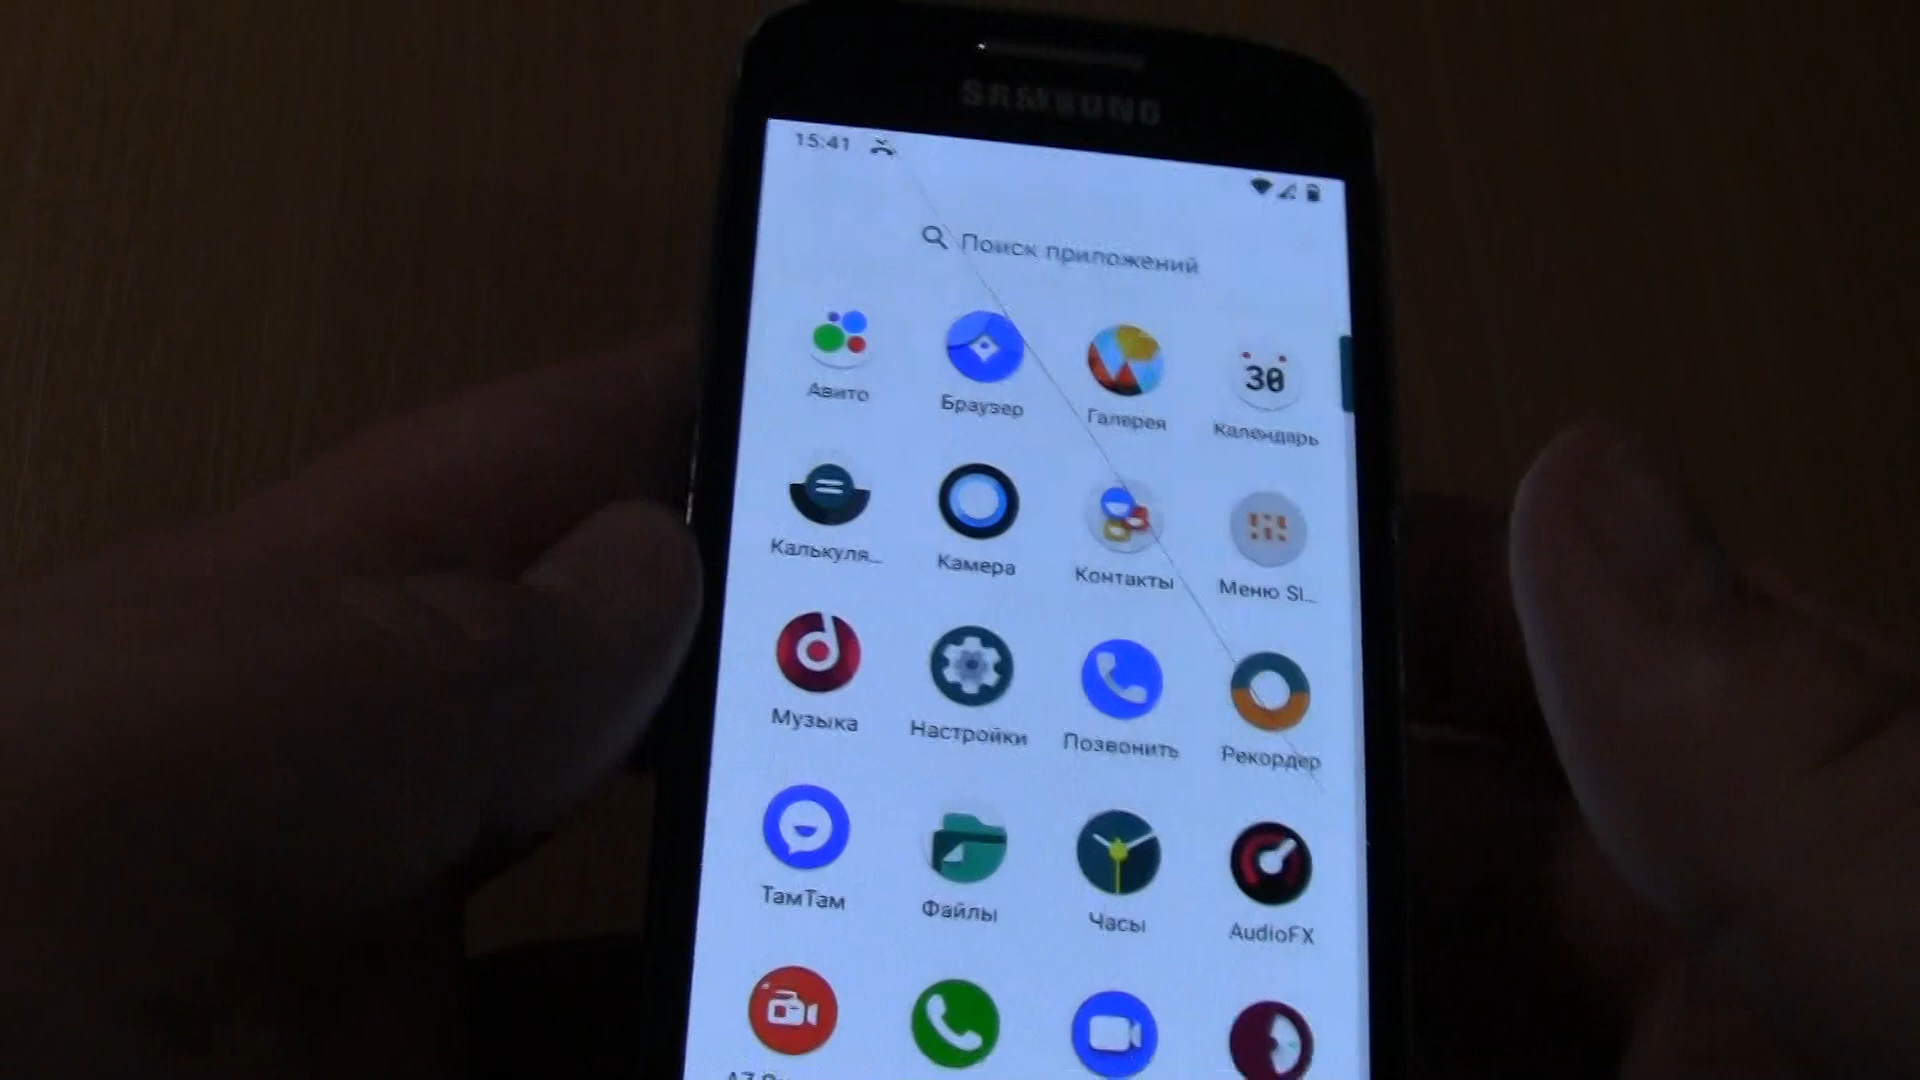 SAMSUNG
15:41
Поиск приложений
Авито
Браузер
Галерея
30
Календарь
Калькуля...
Камера
Контакты
Меню SI...
Музыка
Настройки
Позвонить
Рекордер
ТамТам
Файлы
Часы
AudioFX